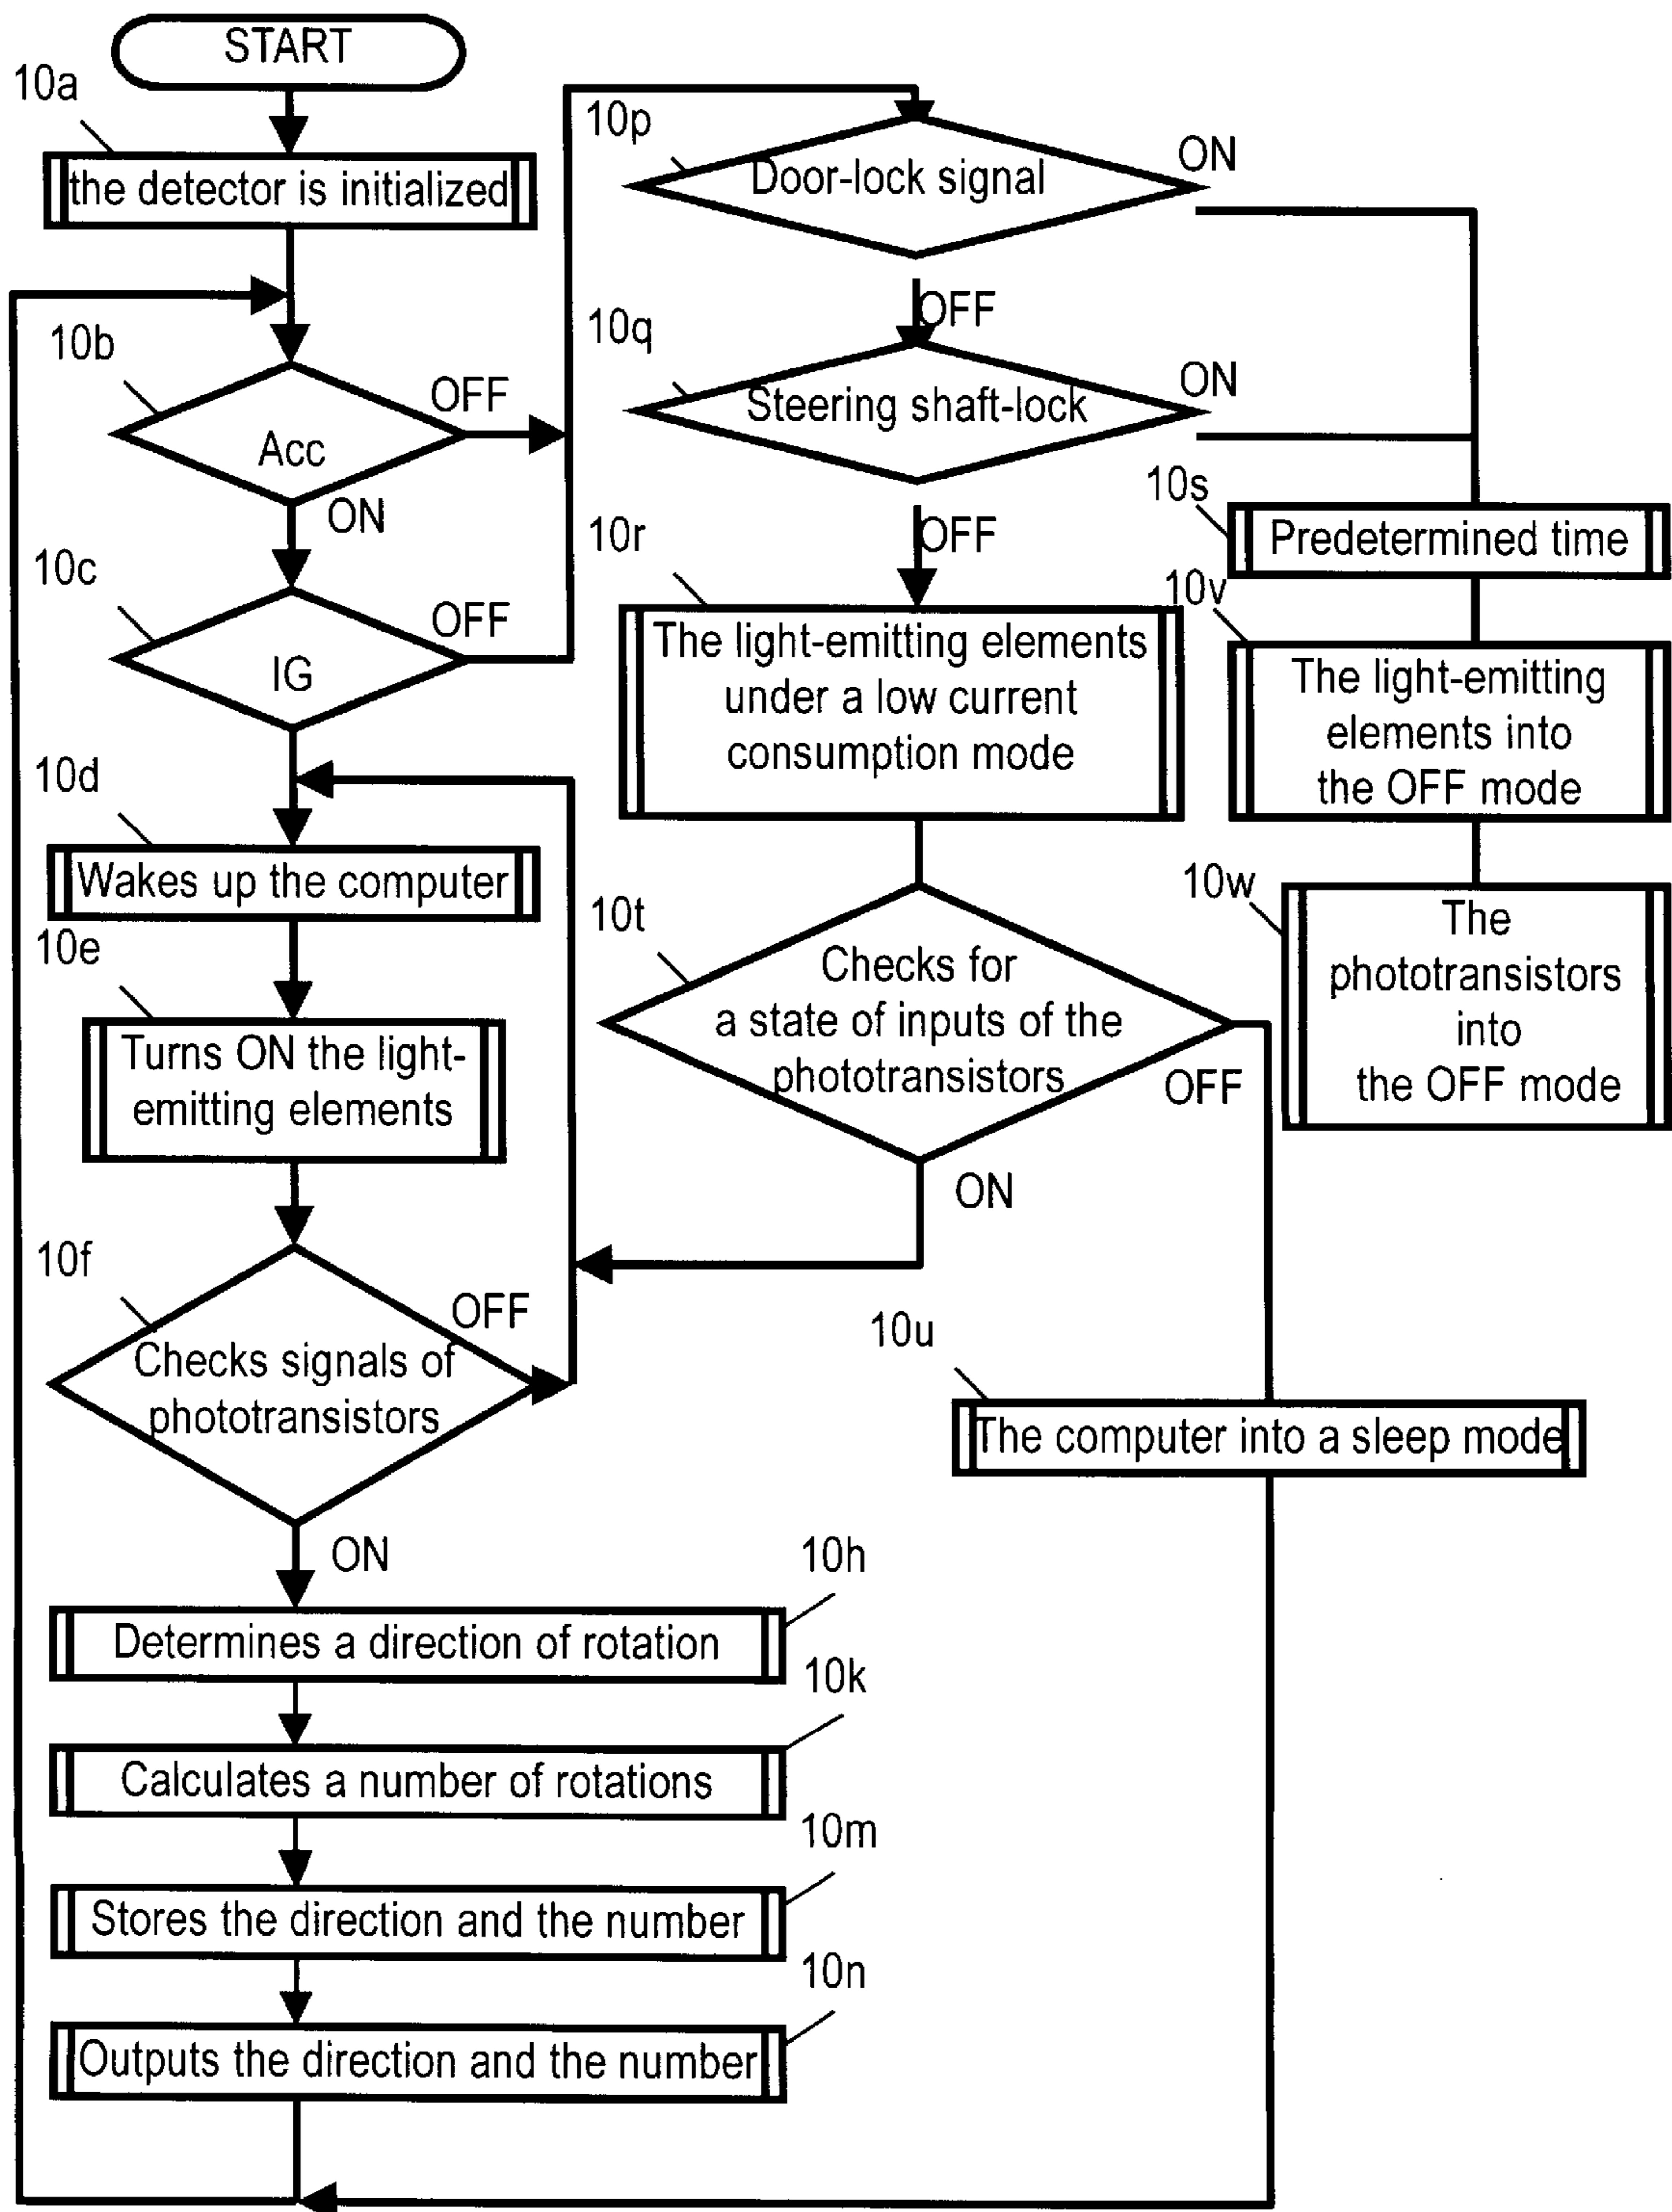 START
10a
the detector is initialized
10b
OFF
Acc
ON
10c
OFF
IG
10d
Wakes up the computer
10e
Turns ON the light-
emitting elements
10f
OFF
Checks signals of
phototransistors
ON
10h
Determines a direction of rotation
10k
Calculates a number of rotations
10m
Stores the direction and the number
10n
Outputs the direction and the number
10p
Door-lock signal
ON
OFF
10q
Steering shaft-lock
ON
OFF
10r
The light-emitting elements
under a low current
consumption mode
10t
Checks for
a state of inputs of the
phototransistors
OFF
ON
10u
The computer into a sleep mode
10s
Predetermined time
10v
The light-emitting
elements into
the OFF mode
10w
The
phototransistors
into
the OFF mode